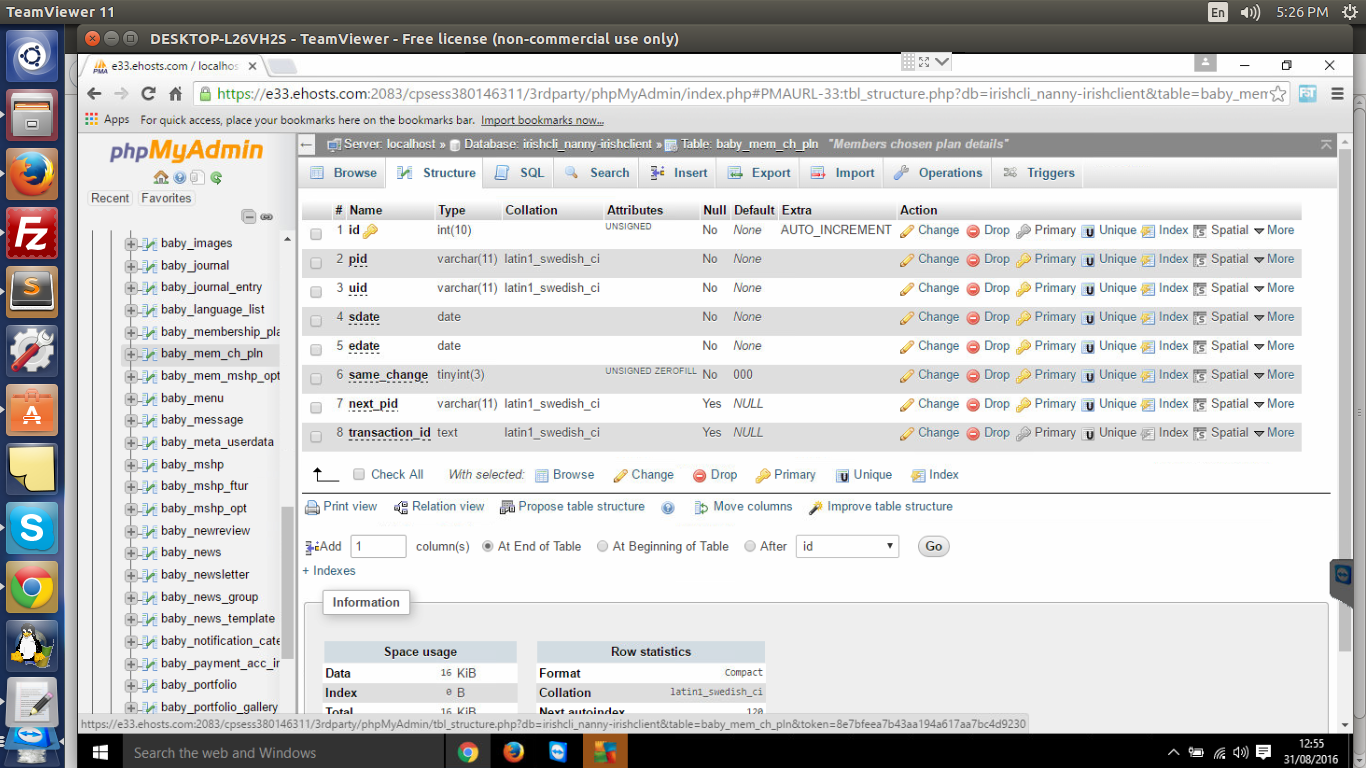 TeamViewer 11
En
5:26 PM
DESKTOP-L26VH2S - TeamViewer - Free license (non-commercial use only)
PMA
e33.ehosts.com / localhos
https://e33.ehosts.com:2083/cpsess380146311/3rdparty/phpMyAdmin/index.php#PMAURL-33:tbl_structure.php?db=irishcli_nanny-irishclient&table=baby_mem
Apps
For quick access, place your bookmarks here on the bookmarks bar. Import bookmarks now...
phpMyAdmin
Recent Favorites
baby_images
baby_journal
baby_journal_entry
baby_language_list
baby_membership_pla
baby_mem_ch_pln
baby_mem_mshp_opt
baby_menu
baby_message
baby_meta_userdata
baby_mshp
baby_mshp_ftur
baby_mshp_opt
baby_newreview
baby_news
baby_newsletter
baby_news_group
baby_news_template
baby_notification_cate
baby_payment_acc_in
baby_portfolio
baby_portfolio_gallery
Server: localhost » Database: irishcli_nanny-irishclient » Table: baby_mem_ch_pln "Members chosen plan details"
Browse Structure SQL Search Insert Export Import Operations Triggers
# Name Type Collation Attributes Null Default Extra Action
1 id int(10) UNSIGNED No None AUTO_INCREMENT Change Drop Primary Unique Index Spatial More
2 pid varchar(11) latin1_swedish_ci No None Change Drop Primary Unique Index Spatial More
3 uid varchar(11) latin1_swedish_ci No None Change Drop Primary Unique Index Spatial More
4 sdate date No None Change Drop Primary Unique Index Spatial More
5 edate date No None Change Drop Primary Unique Index Spatial More
6 same_change tinyint(3) UNSIGNED ZEROFILL No 000 Change Drop Primary Unique Index Spatial More
7 next_pid varchar(11) latin1_swedish_ci Yes NULL Change Drop Primary Unique Index Spatial More
8 transaction_id text latin1_swedish_ci Yes NULL Change Drop Primary Unique Index Spatial More
Check All With selected: Browse Change Drop Primary Unique Index
Print view Relation view Propose table structure Move columns Improve table structure
Add 1 column(s) At End of Table At Beginning of Table After id Go
+ Indexes
Information
Space usage
Data 16 KiB
Index 0 B
Total 16 KiB
Row statistics
Format Compact
Collation latin1_swedish_ci
Next autoindex 120
https://e33.ehosts.com:2083/cpsess380146311/3rdparty/phpMyAdmin/tbl_structure.php?db=irishcli_nanny-irishclient&table=baby_mem_ch_pln&token=8e7bfeea7b43aa194a617aa7bc4d9230
Search the web and Windows
12:55
31/08/2016